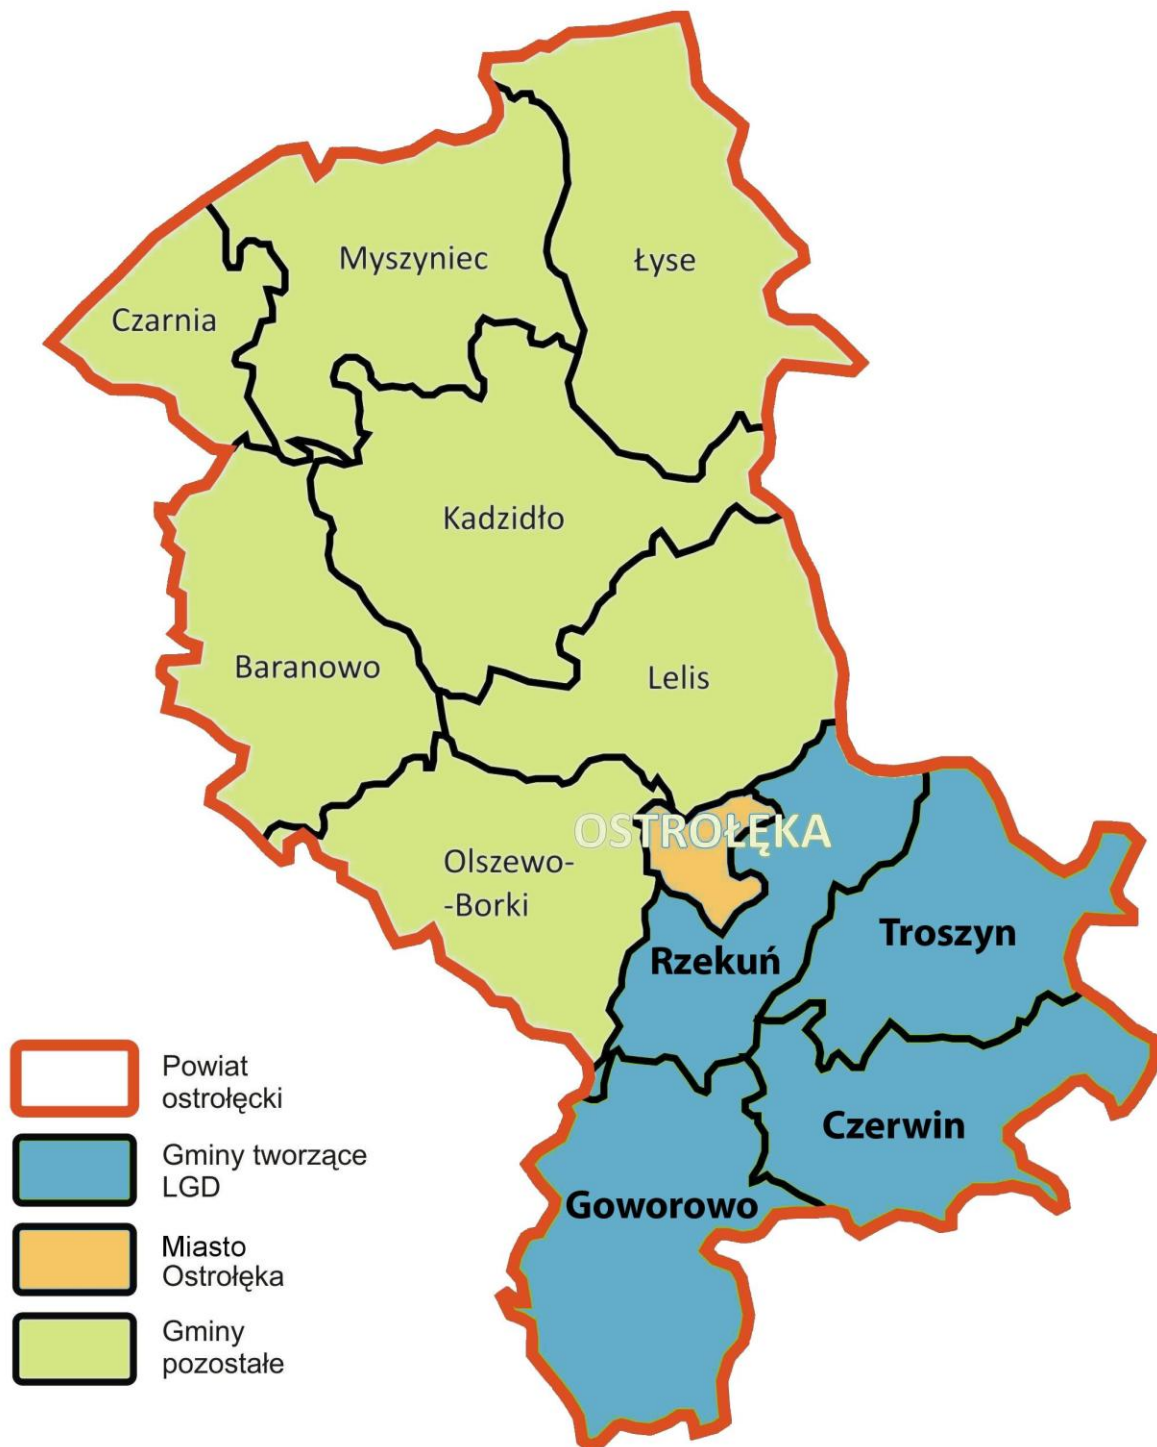 Myszyniec
Łyse
Czarnia
Kadzidło
Baranowo
Lelis
OSTROŁĘKA
Olszewo-
-Borki
Troszyn
Rzekuń
Czerwin
Goworowo
Powiat
ostrołęcki
Gminy tworzące
LGD
Miasto
Ostrołęka
Gminy
pozostałe